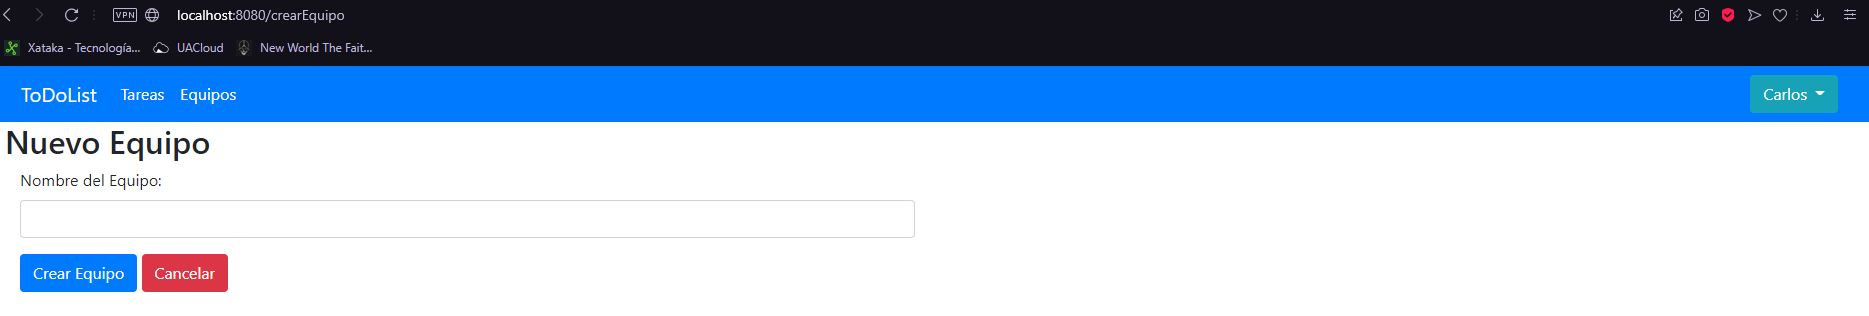 VPN localhost:8080/crearEquipo
Xataka - Tecnología... UACloud New World The Fait...
ToDoList Tareas Equipos Carlos
Nuevo Equipo
Nombre del Equipo:
Crear Equipo Cancelar